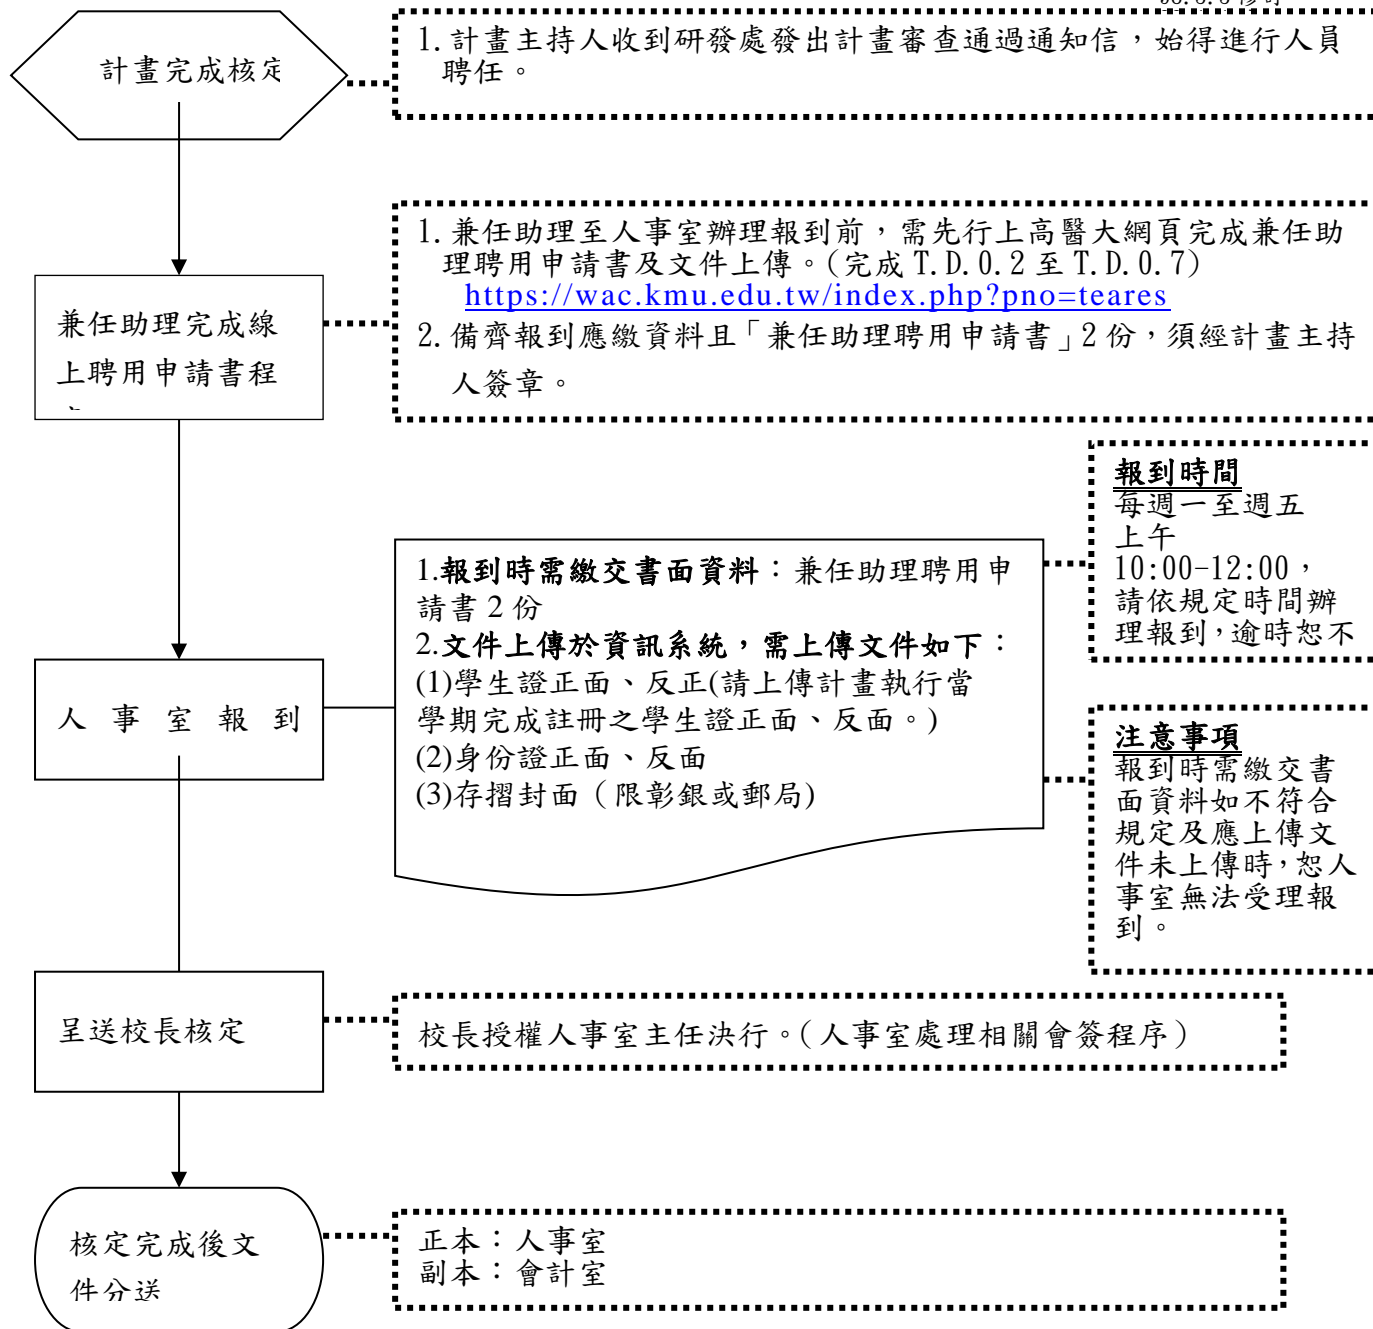 計畫完成核定
1. 計畫主持人收到研發處發出計畫審查通過通知信，始得進行人員
聘任。
兼任助理完成線
上聘用申請書程
1. 兼任助理至人事室辦理報到前，需先行上高醫大網頁完成兼任助
理聘用申請書及文件上傳。(完成 T.D.0.2 至 T.D.0.7)
https://wac.kmu.edu.tw/index.php?pno=teares
2. 備齊報到應繳資料且「兼任助理聘用申請書」2 份，須經計畫主持
人簽章。
人事室報到
1.報到時需繳交書面資料：兼任助理聘用申
請書 2 份
2.文件上傳於資訊系統，需上傳文件如下：
(1)學生證正面、反正(請上傳計畫執行當
學期完成註冊之學生證正面、反面。)
(2)身份證正面、反面
(3)存摺封面（限彰銀或郵局)
報到時間
每週一至週五
上午
10:00-12:00，
請依規定時間辦
理報到，逾時恕不
注意事項
報到時需繳交書
面資料如不符合
規定及應上傳文
件未上傳時，恕人
事室無法受理報
到。
呈送校長核定
校長授權人事室主任決行。(人事室處理相關會簽程序)
核定完成後文
件分送
正本：人事室
副本：會計室